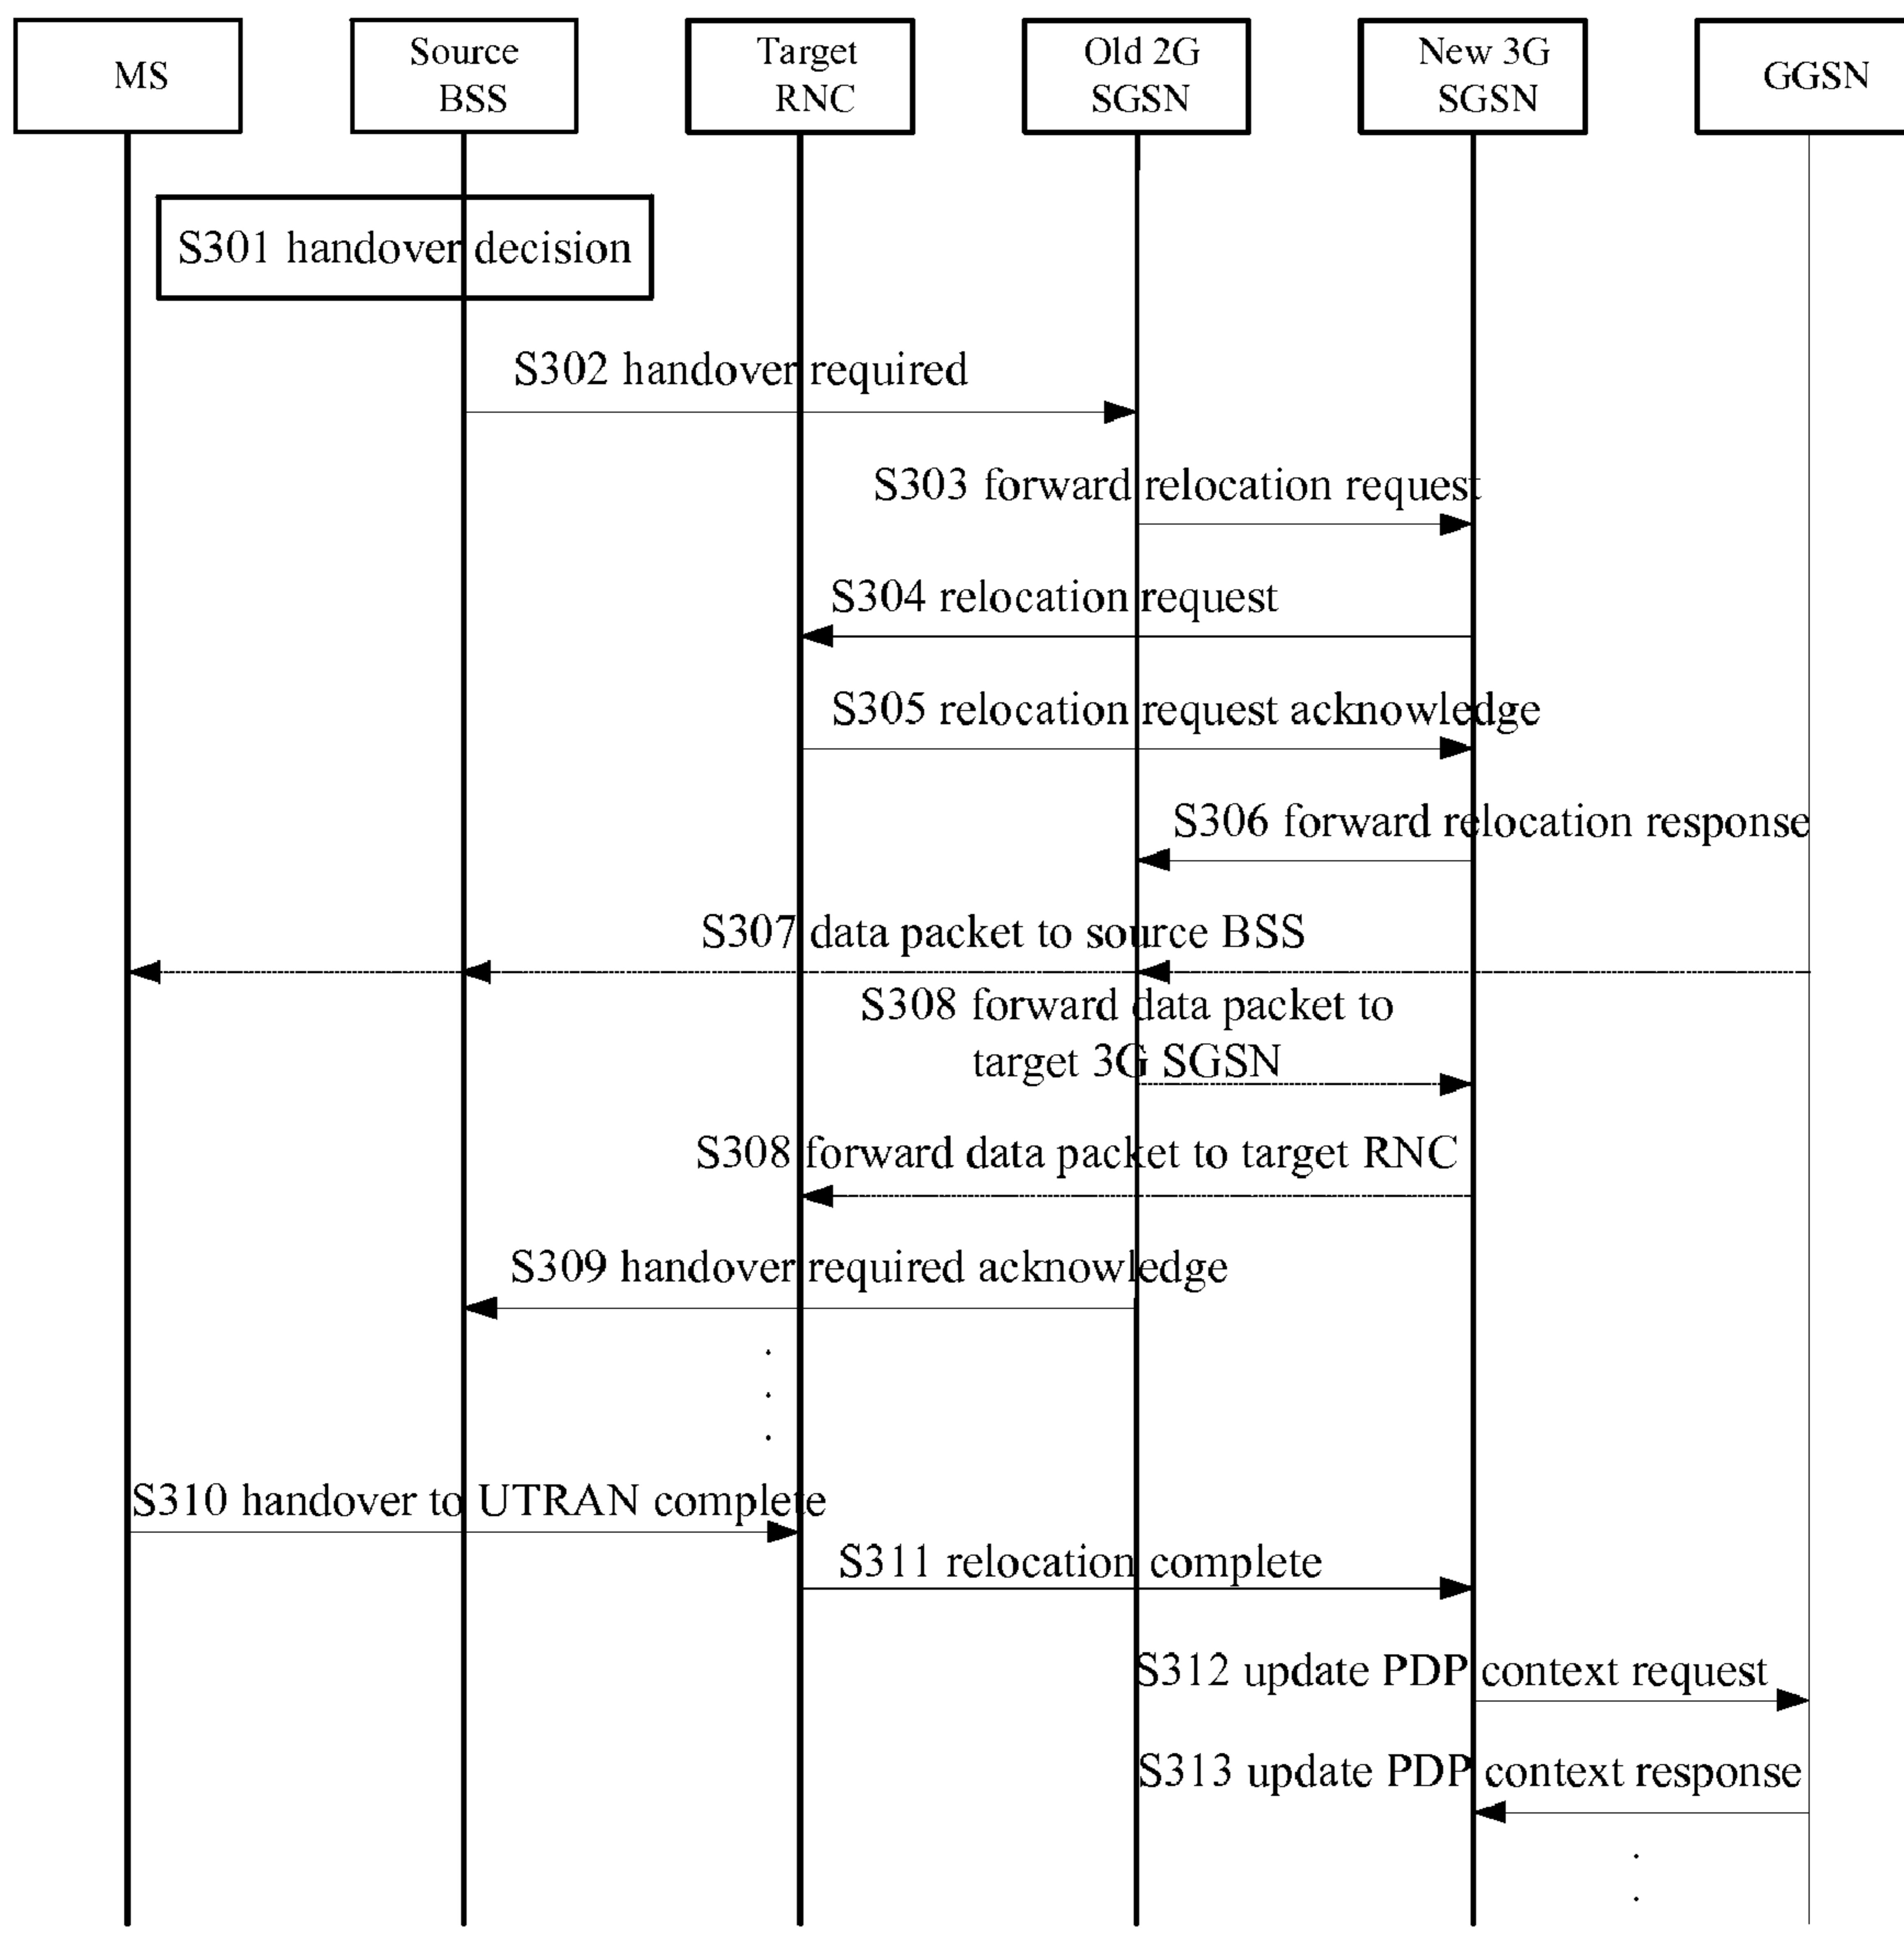 MS
Source
BSS
Target
RNC
Old 2G
SGSN
New 3G
SGSN
GGSN
S301 handover decision
S302 handover required
S303 forward relocation request
S304 relocation request
S305 relocation request acknowledge
S306 forward relocation response
S307 data packet to source BSS
S308 forward data packet to
target 3G SGSN
S308 forward data packet to target RNC
S309 handover required acknowledge
S310 handover to UTRAN complete
S311 relocation complete
S312 update PDP context request
S313 update PDP context response